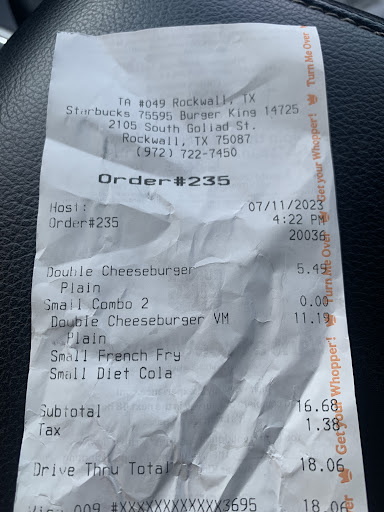 TA #049 Rockwall, TX
Starbucks 75595 Burger King 14725
2105 South Goliad St.
Rockwall, TX 75087
(972) 722-7450
Order#235
Host: 07/11/2023
Order#235 4:22 PM
20036
Double Cheeseburger 5.49
Plain
Small Combo 2 0.00
Double Cheeseburger VM 11.19
Plain
Small French Fry
Small Diet Cola
Subtotal 16.68
Tax 1.38
Drive Thru Total 18.06
#XXXXXXXXXXXX3695 18.06
Turn Me Over
Get your Whopper!
Turn Me Over
Get your Whopper!